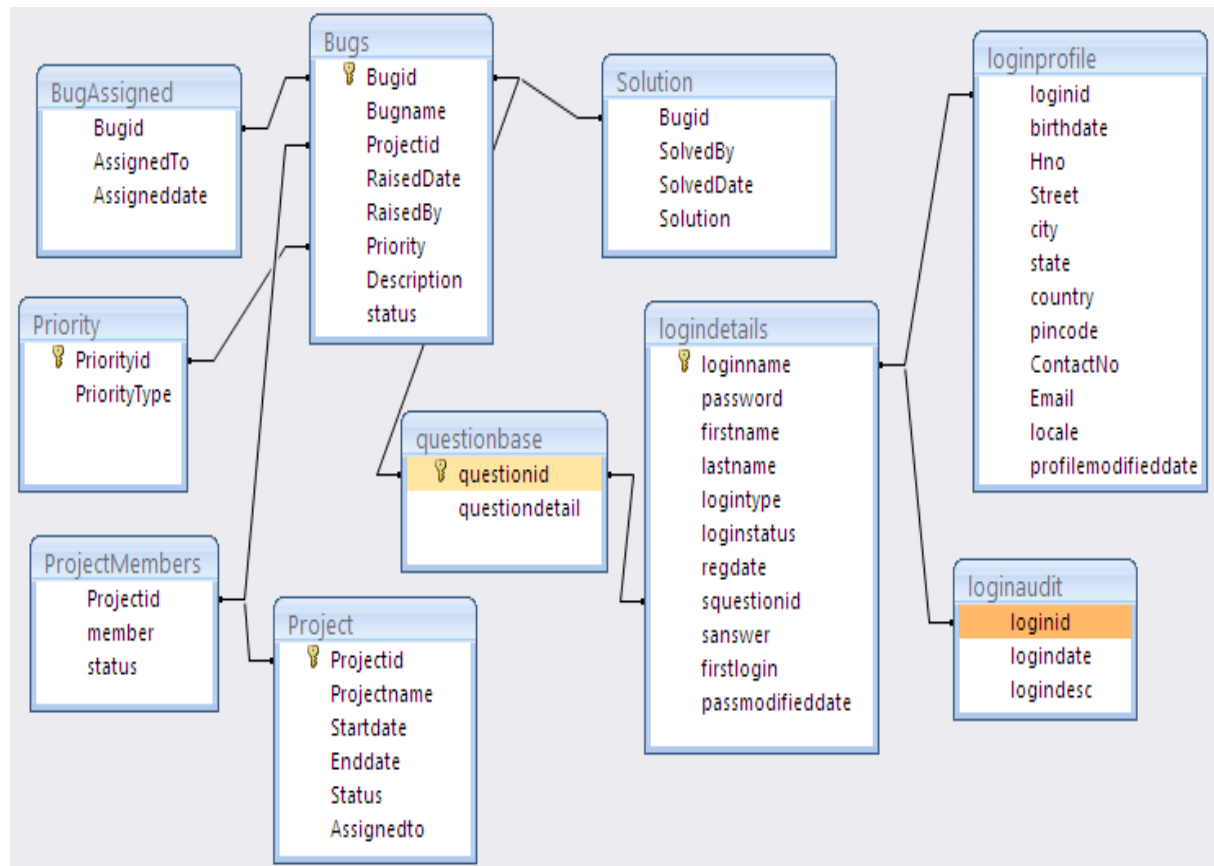 Bugs
Bugid
Bugname
Projectid
RaisedDate
RaisedBy
Priority
Description
status
BugAssigned
Bugid
AssignedTo
Assigneddate
Solution
Bugid
SolvedBy
SolvedDate
Solution
loginprofile
loginid
birthdate
Hno
Street
city
state
country
pincode
ContactNo
Email
locale
profilemodifieddate
Priority
Priorityid
PriorityType
logindetails
loginname
password
firstname
lastname
logintype
loginstatus
regdate
squestionid
sanswer
firstlogin
passmodifieddate
questionbase
questionid
questiondetail
ProjectMembers
Projectid
member
status
Project
Projectid
Projectname
Startdate
Enddate
Status
Assignedto
loginaudit
loginid
logindate
logindesc